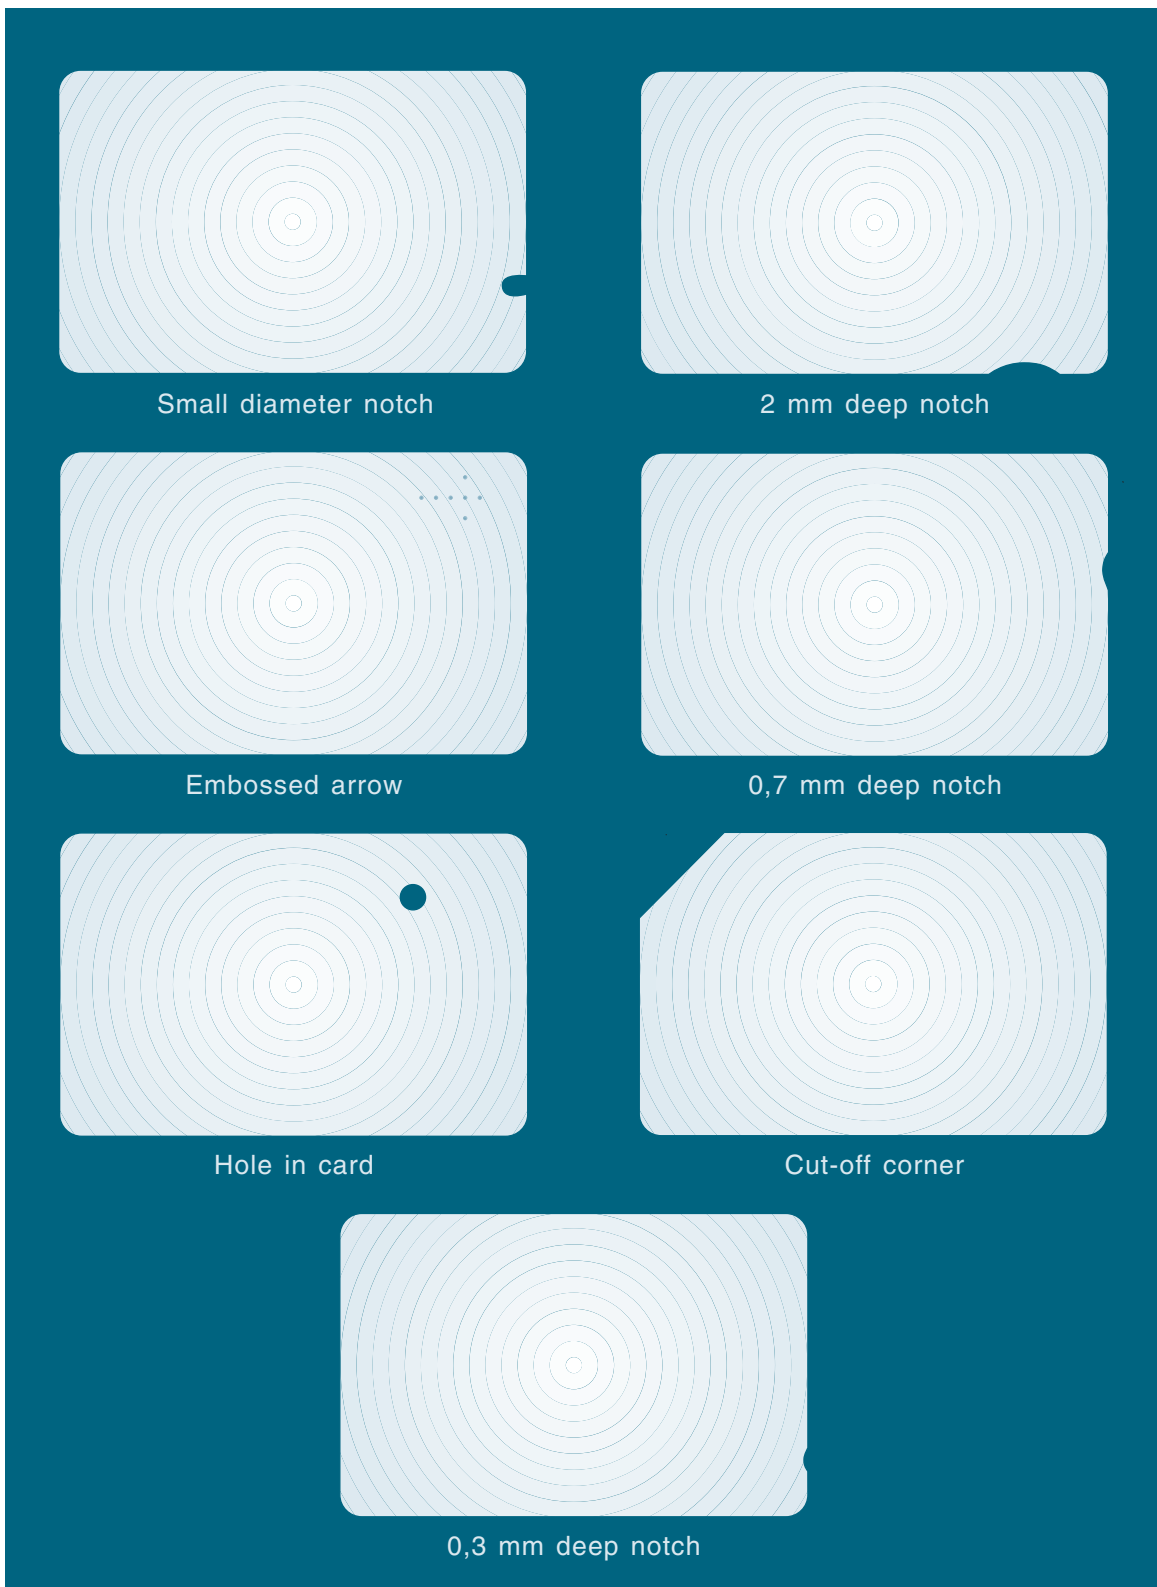 Small diameter notch
2 mm deep notch
Embossed arrow
0,7 mm deep notch
Hole in card
Cut-off corner
0,3 mm deep notch